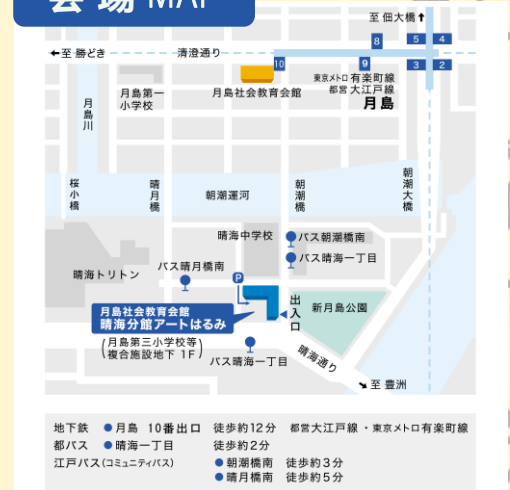 会場 MAP
至 佃大橋↑
←至 勝どき
清澄通り
8
5
4
10
9
3
2
東京メトロ 有楽町線
都営 大江戸線
月島
月島川
月島第一
小学校
月島社会教育会館
桜小橋
晴月橋
朝潮運河
朝潮橋
朝潮大橋
晴海中学校
バス朝潮橋南
バス晴海一丁目
晴海トリトン
バス晴月橋南
P
月島社会教育会館
晴海分館アートはるみ
(月島第三小学校等
複合施設地下 1F)
出入口
新月島公園
バス晴海一丁目
晴海通り
↘至 豊洲
地下鉄 ●月島 10番出口 徒歩約12分 都営大江戸線・東京メトロ有楽町線
都バス ●晴海一丁目 徒歩約2分
江戸バス(コミュニティバス) ●朝潮橋南 徒歩約3分
●晴月橋南 徒歩約5分